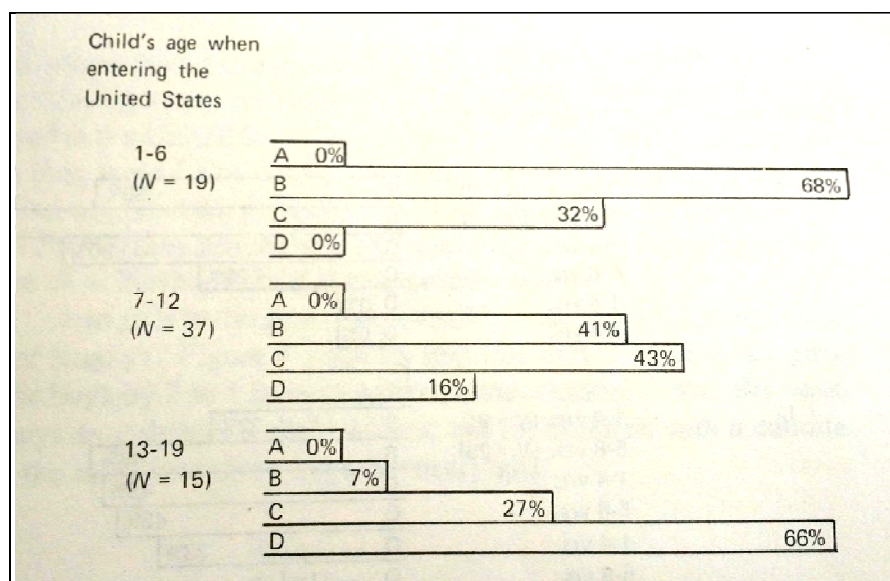 Child's age when
entering the
United States
1-6
(N = 19)
A 0%
B 68%
C 32%
D 0%
7-12
(N = 37)
A 0%
B 41%
C 43%
D 16%
13-19
(N = 15)
A 0%
B 7%
C 27%
D 66%